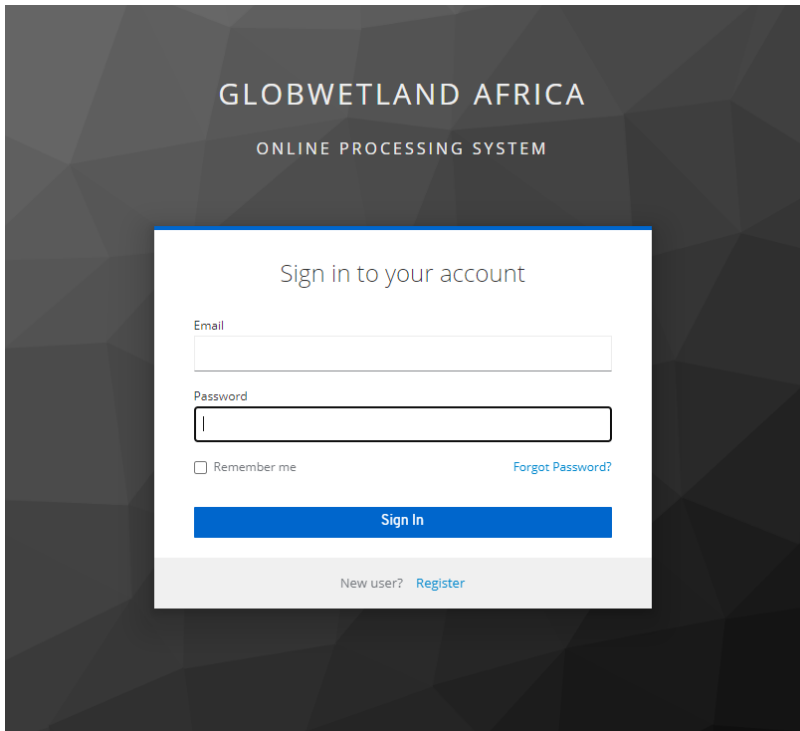 GLOBWETLAND AFRICA
ONLINE PROCESSING SYSTEM
Sign in to your account
Email
Password
Remember me Forgot Password?
Sign In
New user? Register